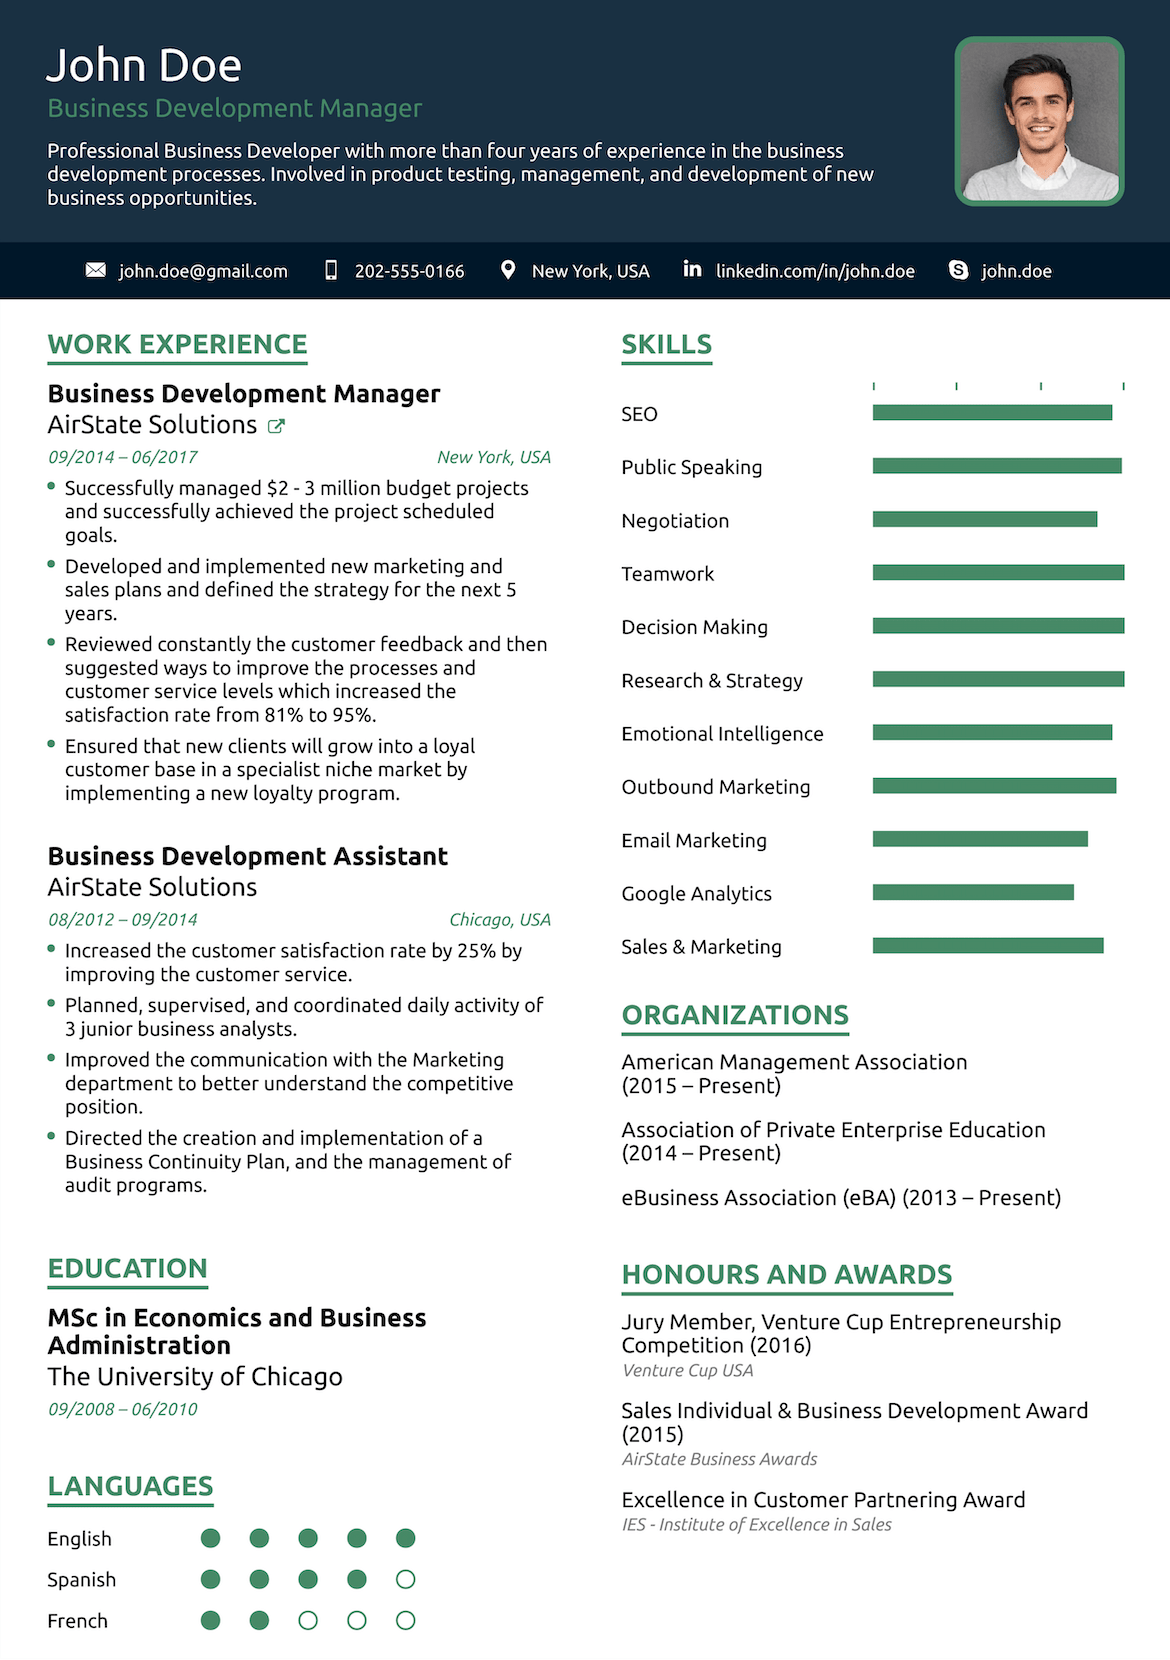 John Doe
Business Development Manager
Professional Business Developer with more than four years of experience in the business
development processes. Involved in product testing, management, and development of new
business opportunities.
john.doe@gmail.com 202-555-0166 New York, USA linkedin.com/in/john.doe john.doe
WORK EXPERIENCE
Business Development Manager
AirState Solutions
09/2014 – 06/2017 New York, USA
Successfully managed $2 - 3 million budget projects
and successfully achieved the project scheduled
goals.
Developed and implemented new marketing and
sales plans and defined the strategy for the next 5
years.
Reviewed constantly the customer feedback and then
suggested ways to improve the processes and
customer service levels which increased the
satisfaction rate from 81% to 95%.
Ensured that new clients will grow into a loyal
customer base in a specialist niche market by
implementing a new loyalty program.
Business Development Assistant
AirState Solutions
08/2012 – 09/2014 Chicago, USA
Increased the customer satisfaction rate by 25% by
improving the customer service.
Planned, supervised, and coordinated daily activity of
3 junior business analysts.
Improved the communication with the Marketing
department to better understand the competitive
position.
Directed the creation and implementation of a
Business Continuity Plan, and the management of
audit programs.
EDUCATION
MSc in Economics and Business
Administration
The University of Chicago
09/2008 – 06/2010
LANGUAGES
English
Spanish
French
SKILLS
SEO
Public Speaking
Negotiation
Teamwork
Decision Making
Research & Strategy
Emotional Intelligence
Outbound Marketing
Email Marketing
Google Analytics
Sales & Marketing
ORGANIZATIONS
American Management Association
(2015 – Present)
Association of Private Enterprise Education
(2014 – Present)
eBusiness Association (eBA) (2013 – Present)
HONOURS AND AWARDS
Jury Member, Venture Cup Entrepreneurship
Competition (2016)
Venture Cup USA
Sales Individual & Business Development Award
(2015)
AirState Business Awards
Excellence in Customer Partnering Award
IES - Institute of Excellence in Sales